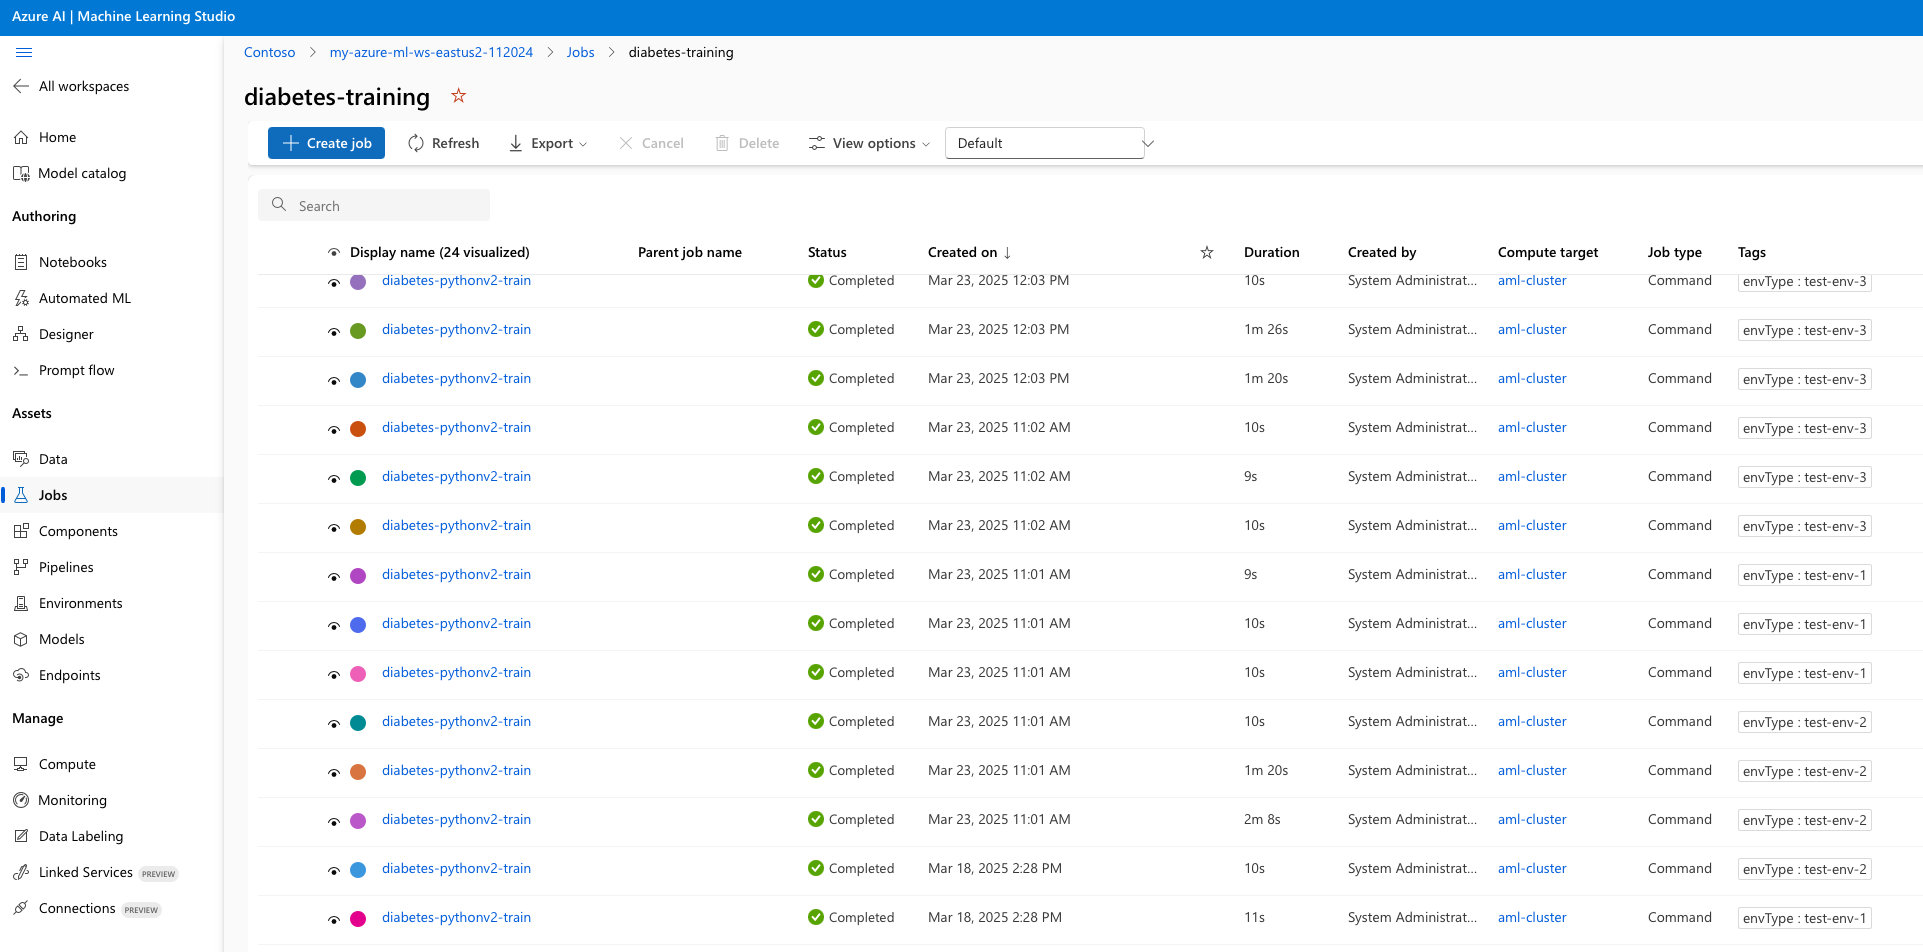 Azure AI | Machine Learning Studio
Contoso > my-azure-ml-ws-eastus2-112024 > Jobs > diabetes-training
All workspaces
Home
Model catalog
Authoring
Notebooks
Automated ML
Designer
Prompt flow
Assets
Data
Jobs
Components
Pipelines
Environments
Models
Endpoints
Manage
Compute
Monitoring
Data Labeling
Linked Services PREVIEW
Connections PREVIEW
diabetes-training
Create job Refresh Export Cancel Delete View options Default
Search
Display name (24 visualized) Parent job name Status Created on ↓ Duration Created by Compute target Job type Tags
diabetes-pythonv2-train Completed Mar 23, 2025 12:03 PM 10s System Administrat... aml-cluster Command envType : test-env-3
diabetes-pythonv2-train Completed Mar 23, 2025 12:03 PM 1m 26s System Administrat... aml-cluster Command envType : test-env-3
diabetes-pythonv2-train Completed Mar 23, 2025 12:03 PM 1m 20s System Administrat... aml-cluster Command envType : test-env-3
diabetes-pythonv2-train Completed Mar 23, 2025 11:02 AM 10s System Administrat... aml-cluster Command envType : test-env-3
diabetes-pythonv2-train Completed Mar 23, 2025 11:02 AM 9s System Administrat... aml-cluster Command envType : test-env-3
diabetes-pythonv2-train Completed Mar 23, 2025 11:02 AM 10s System Administrat... aml-cluster Command envType : test-env-3
diabetes-pythonv2-train Completed Mar 23, 2025 11:01 AM 9s System Administrat... aml-cluster Command envType : test-env-1
diabetes-pythonv2-train Completed Mar 23, 2025 11:01 AM 10s System Administrat... aml-cluster Command envType : test-env-1
diabetes-pythonv2-train Completed Mar 23, 2025 11:01 AM 10s System Administrat... aml-cluster Command envType : test-env-1
diabetes-pythonv2-train Completed Mar 23, 2025 11:01 AM 10s System Administrat... aml-cluster Command envType : test-env-2
diabetes-pythonv2-train Completed Mar 23, 2025 11:01 AM 1m 20s System Administrat... aml-cluster Command envType : test-env-2
diabetes-pythonv2-train Completed Mar 23, 2025 11:01 AM 2m 8s System Administrat... aml-cluster Command envType : test-env-2
diabetes-pythonv2-train Completed Mar 18, 2025 2:28 PM 10s System Administrat... aml-cluster Command envType : test-env-2
diabetes-pythonv2-train Completed Mar 18, 2025 2:28 PM 11s System Administrat... aml-cluster Command envType : test-env-1